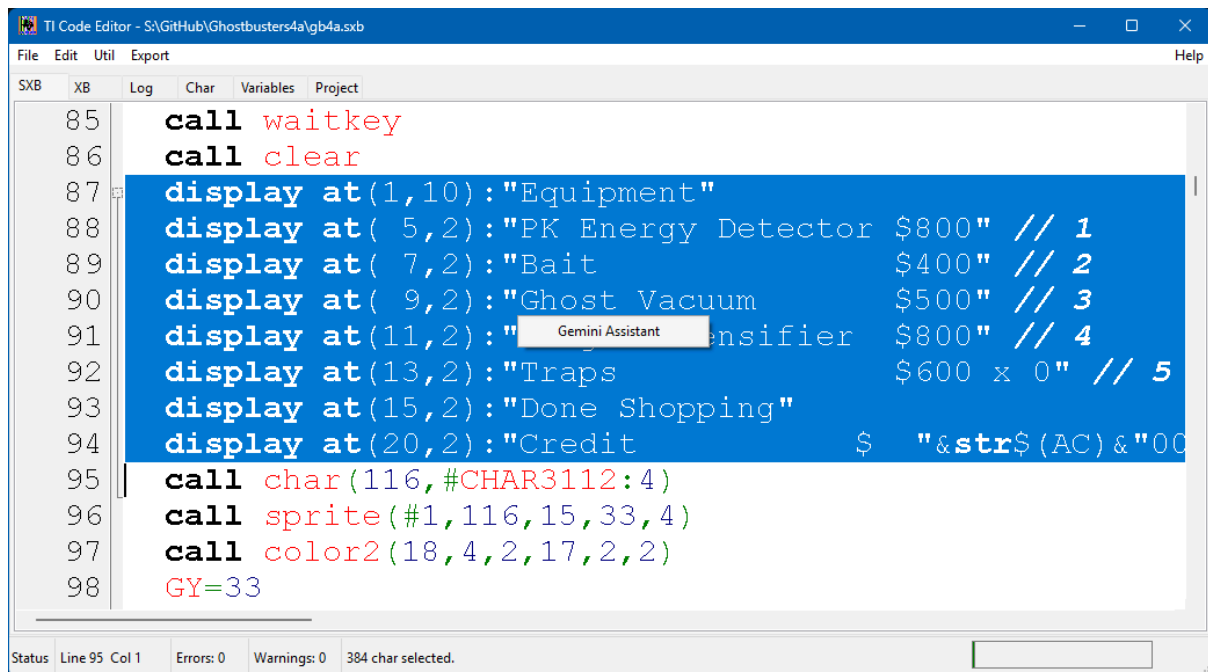 TI Code Editor - S:\GitHub\Ghostbusters4a\gb4a.sxb
File Edit Util Export Help
SXB XB Log Char Variables Project
85 call waitkey
86 call clear
87 display at(1,10):"Equipment"
88 display at( 5,2):"PK Energy Detector $800" // 1
89 display at( 7,2):"Bait               $400" // 2
90 display at( 9,2):"Ghost Vacuum       $500" // 3
91 display at(11,2):" Gemini Assistant ensifier  $800" // 4
92 display at(13,2):"Traps              $600 x 0" // 5
93 display at(15,2):"Done Shopping"
94 display at(20,2):"Credit           $  "&str$(AC)&"00
95 call char(116,#CHAR3112:4)
96 call sprite(#1,116,15,33,4)
97 call color2(18,4,2,17,2,2)
98 GY=33
Status Line 95 Col 1 Errors: 0 Warnings: 0 384 char selected.